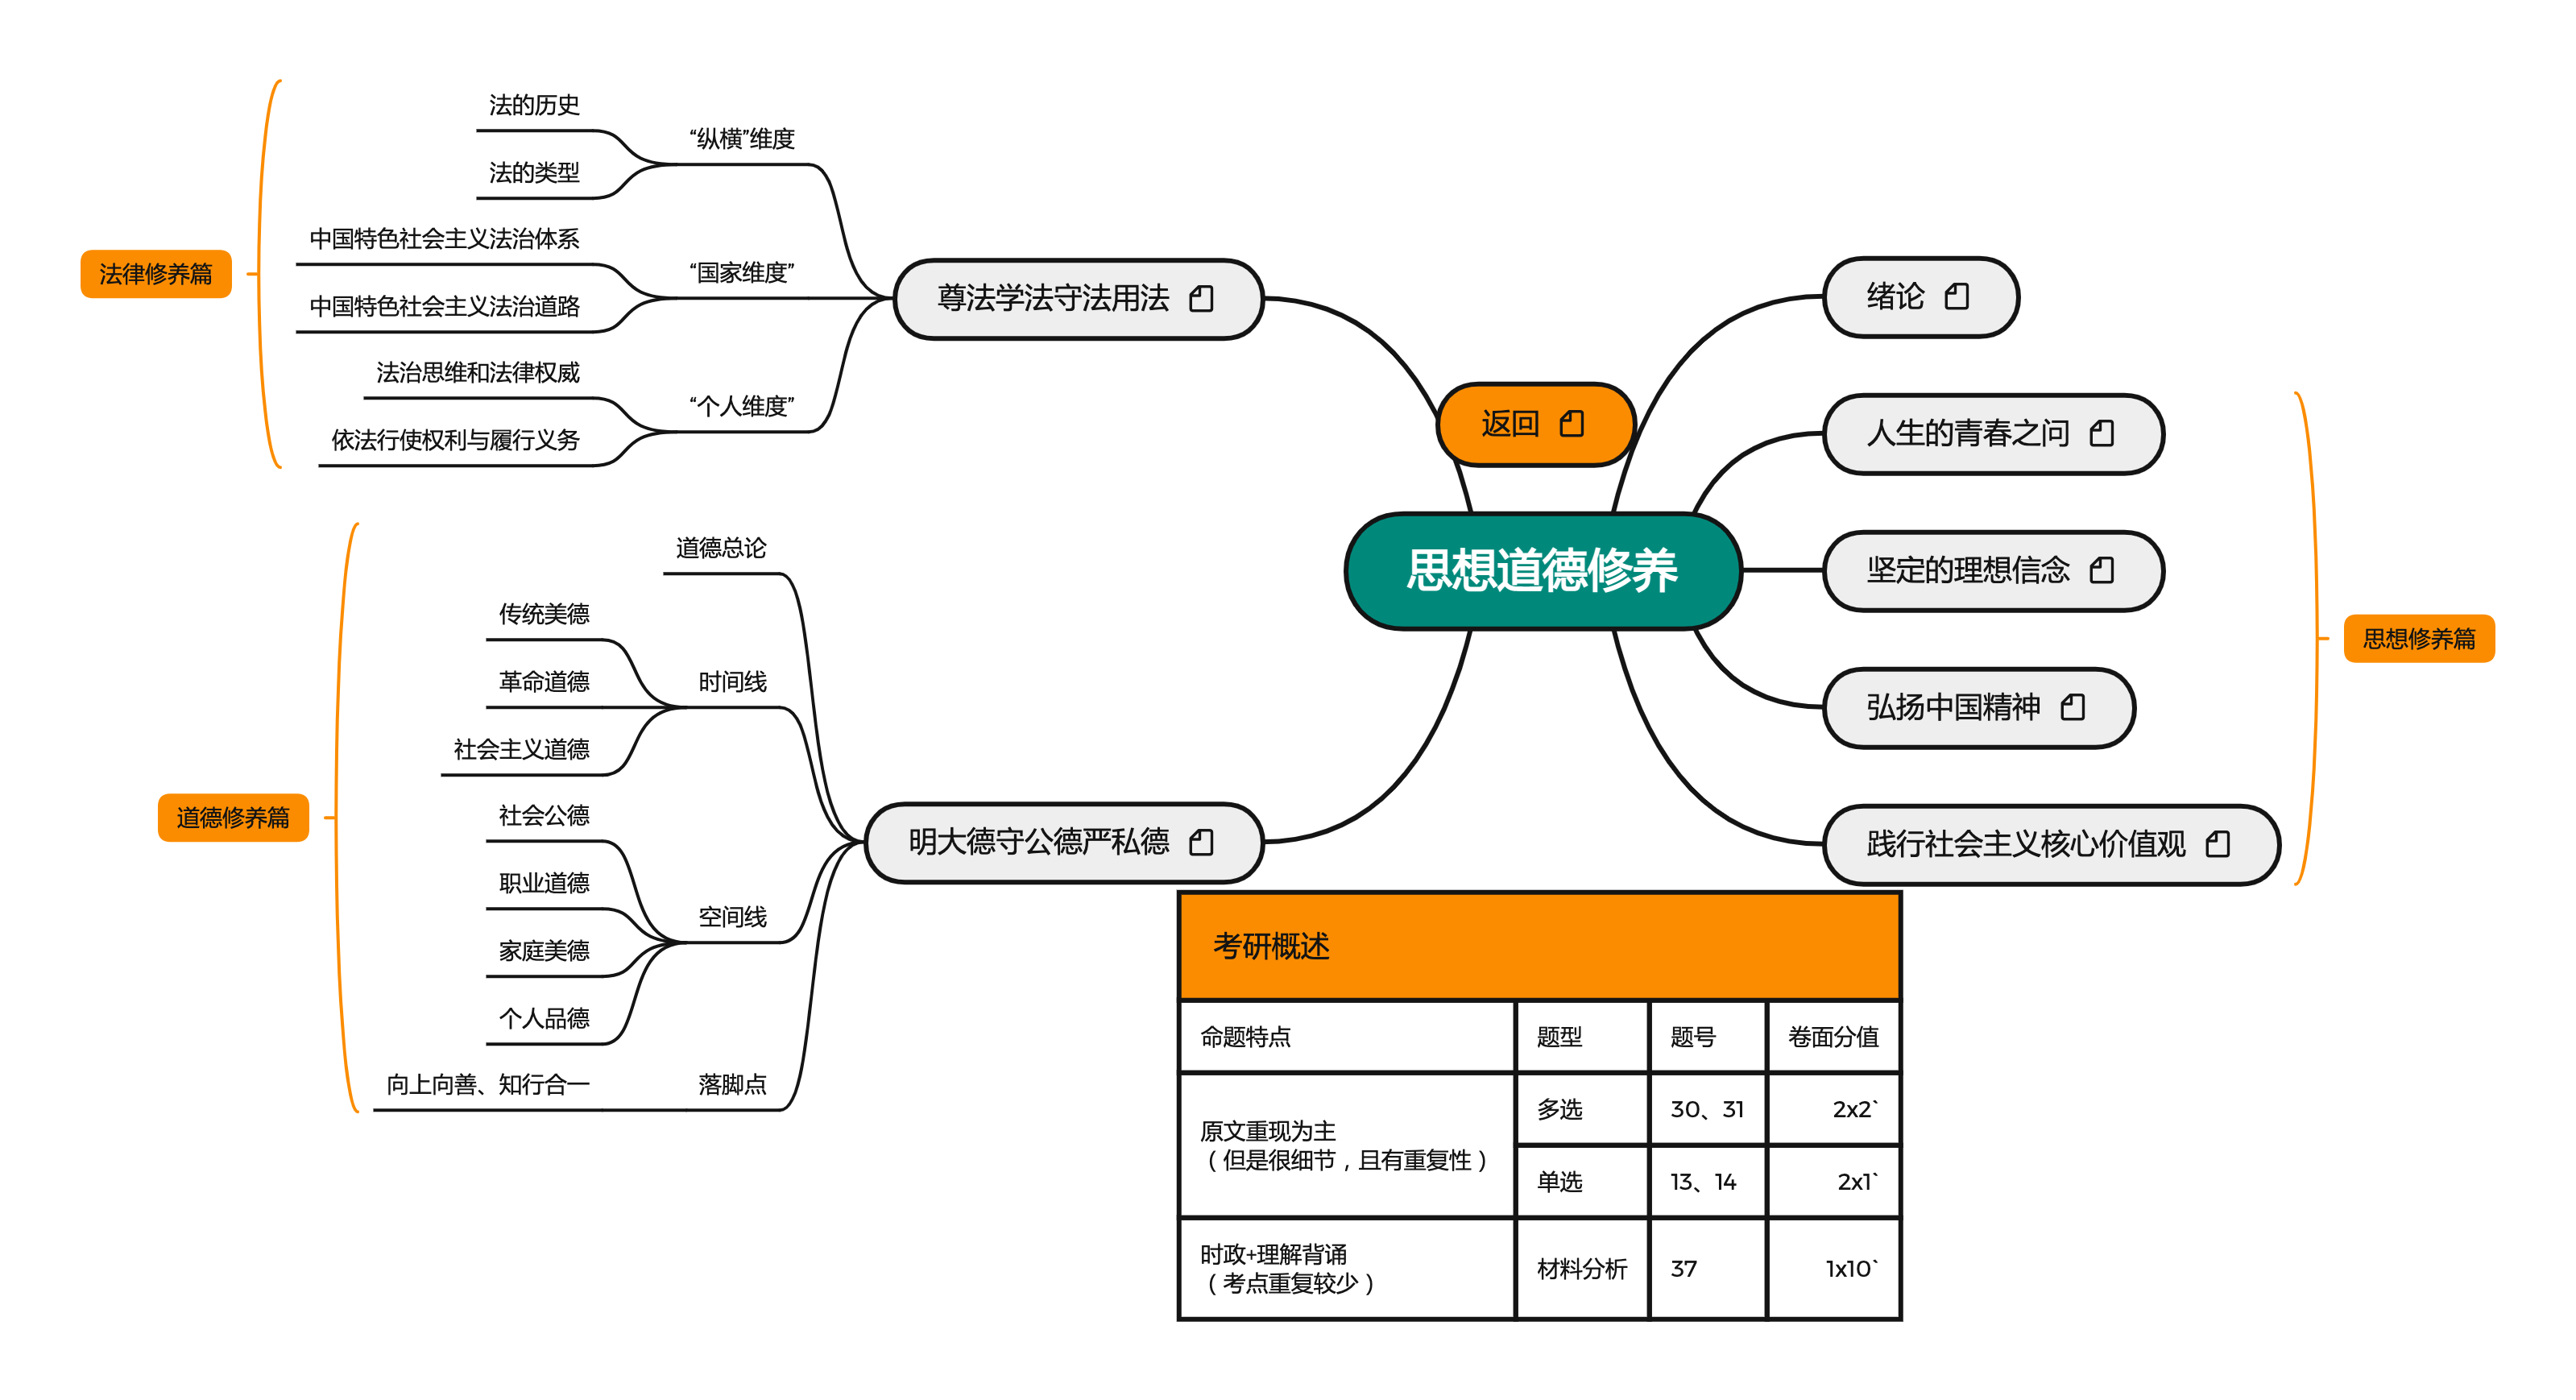 思想道德修养
返回
绪论
人生的青春之问
坚定的理想信念
弘扬中国精神
践行社会主义核心价值观
思想修养篇
尊法学法守法用法
“纵横”维度
法的历史
法的类型
“国家维度”
中国特色社会主义法治体系
中国特色社会主义法治道路
“个人维度”
法治思维和法律权威
依法行使权利与履行义务
法律修养篇
明大德守公德严私德
道德总论
时间线
传统美德
革命道德
社会主义道德
空间线
社会公德
职业道德
家庭美德
个人品德
落脚点
向上向善、知行合一
道德修养篇
考研概述
命题特点 题型 题号 卷面分值
原文重现为主
（但是很细节，且有重复性）
多选 30、31 2x2`
单选 13、14 2x1`
时政+理解背诵
（考点重复较少）
材料分析 37 1x10`